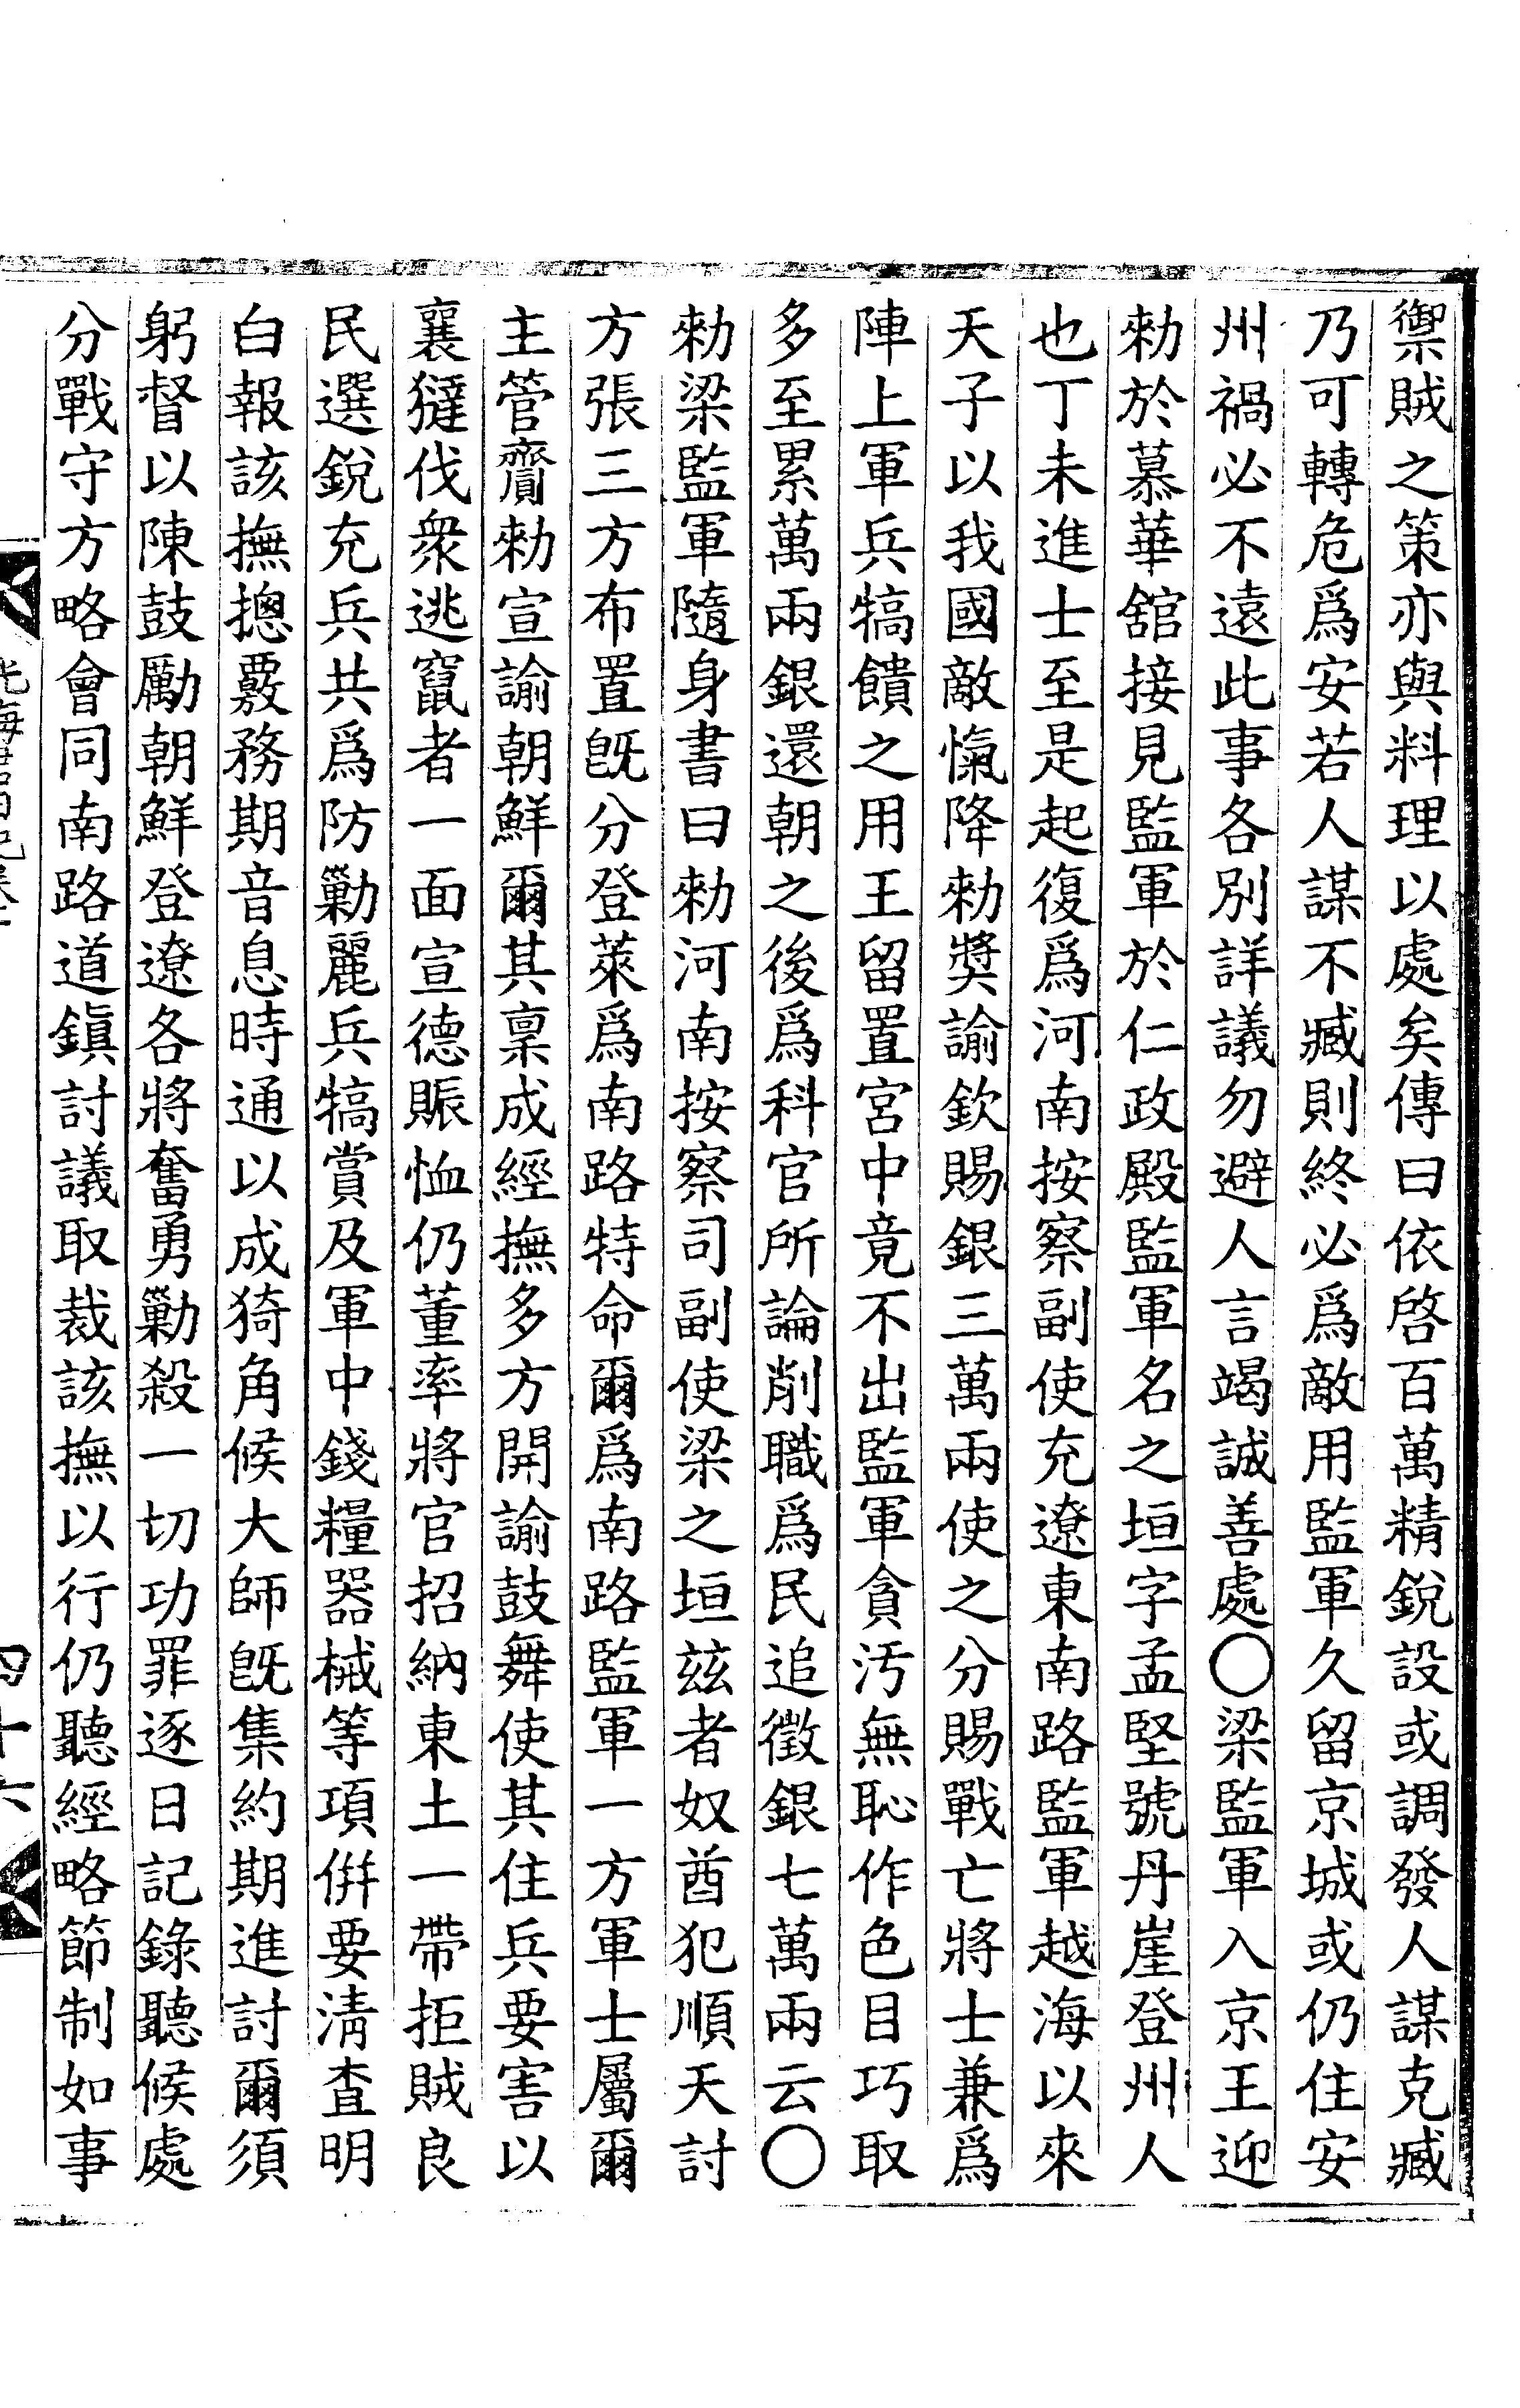 禦賊之策亦與料理以處矣傳曰依啓百萬精銳設或調發人謀克臧
乃可轉危爲安若人謀不臧則終必爲敵用監軍久留京城或仍住安
州禍必不遠此事各別詳議勿避人言竭誠善處○梁監軍入京王迎
勑於慕華舘接見監軍於仁政殿監軍名之垣字孟堅號丹崖登州人
也丁未進士至是起復爲河南按察副使充遼東南路監軍越海以來
天子以我國敵愾降勑奬諭欽賜銀三萬兩使之分賜戰亡將士兼爲
陣上軍兵犒饋之用王留置宮中竟不出監軍貪汚無恥作色目巧取
多至累萬兩銀還朝之後爲科官所論削職爲民追徵銀七萬兩云○
勑梁監軍隨身書曰勑河南按察司副使梁之垣玆者奴酋犯順天討
方張三方布置旣分登萊爲南路特命爾爲南路監軍一方軍士屬爾
主管齎勑宣諭朝鮮爾其稟成經撫多方開諭鼓舞使其住兵要害以
襄撻伐衆逃竄者一面宣德賑恤仍董率將官招納東土一帶拒賊良
民選銳充兵共爲防勦麗兵犒賞及軍中錢糧器械等項倂要淸査明
白報該撫摠覈務期音息時通以成猗角候大師旣集約期進討爾須
躬督以陳鼓勵朝鮮登遼各將奮勇勦殺一切功罪逐日記錄聽候處
分戰守方略會同南路道鎭討議取裁該撫以行仍聽經略節制如事